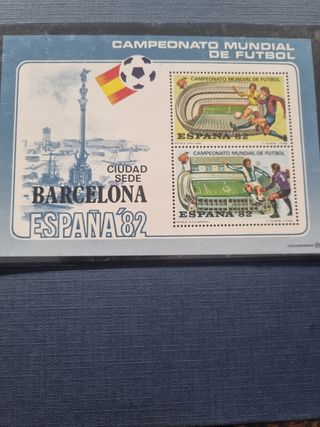 CAMPEONATO MUNDIAL
DE FUTBOL
CIUDAD
SEDE
BARCELONA
ESPAÑA'82
CAMPEONATO MUNDIAL DE FUTBOL
ESPAÑA 82
CAMPEONATO MUNDIAL DE FUTBOL
ESPAÑA 82